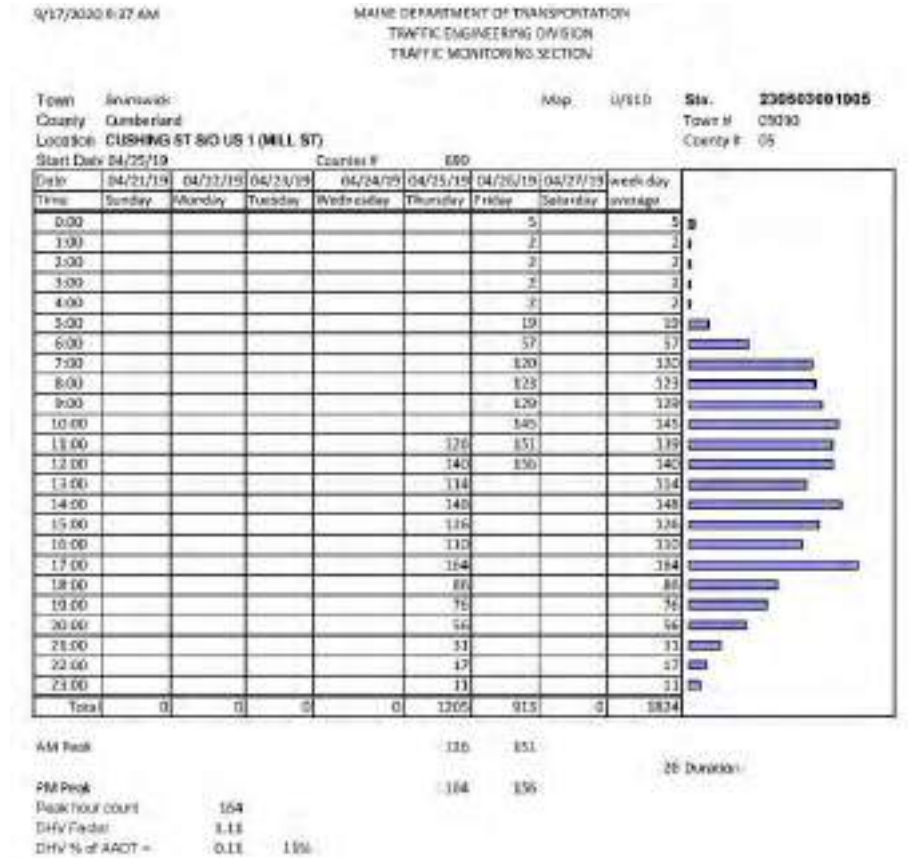 9/17/2020 9:37 AM MAINE DEPARTMENT OF TRANSPORTATION
TRAFFIC ENGINEERING DIVISION
TRAFFIC MONITORING SECTION
Town Brunswick Map Sta. 230503001905
County Cumberland Town #
Location CUSHING ST S/O US 1 (MILL ST) County # 05
Start Date 04/25/19 Counter #
Date 04/21/19 04/22/19 04/23/19 04/24/19 04/25/19 04/26/19 04/27/19 week day
Time Sunday Monday Tuesday Wednesday Thursday Friday Saturday average
0:00 5 5
1:00 2 2
2:00 2 2
3:00 2 2
4:00 2 2
5:00 19 19
6:00 57 57
7:00 120 120
8:00 123 123
9:00 129 129
10:00 145 145
11:00 126 151 139
12:00 140 156 140
13:00 114 114
14:00 148
15:00 126 126
16:00 110 110
17:00 164 164
18:00 86 86
19:00 76 76
20:00 56 56
21:00 31 31
22:00 17 17
23:00 11 11
Total 0 0 0 0 1205 913 0 1824
AM Peak 126 151
Duration
PM Peak 164 156
Peak hour count 164
DHV Factor
DHV % of AADT =